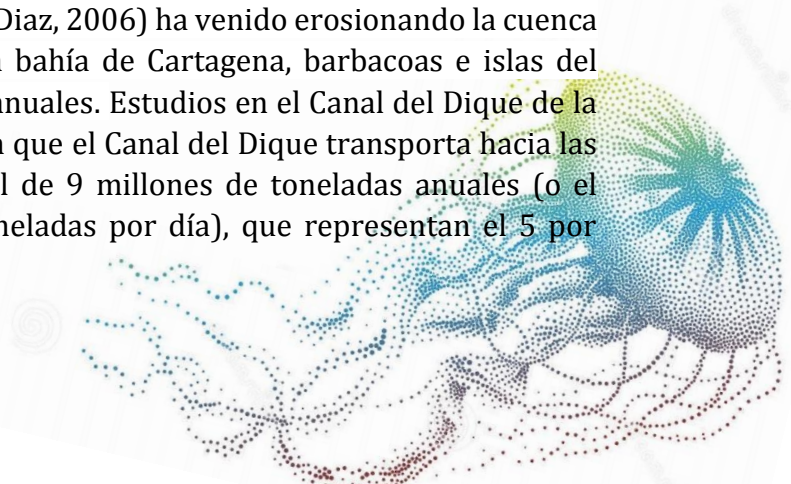 Diaz, 2006) ha venido erosionando la cuenca
bahía de Cartagena, barbacoas e islas del
anuales. Estudios en el Canal del Dique de la
que el Canal del Dique transporta hacia las
de 9 millones de toneladas anuales (o el
neladas por día), que representan el 5 por